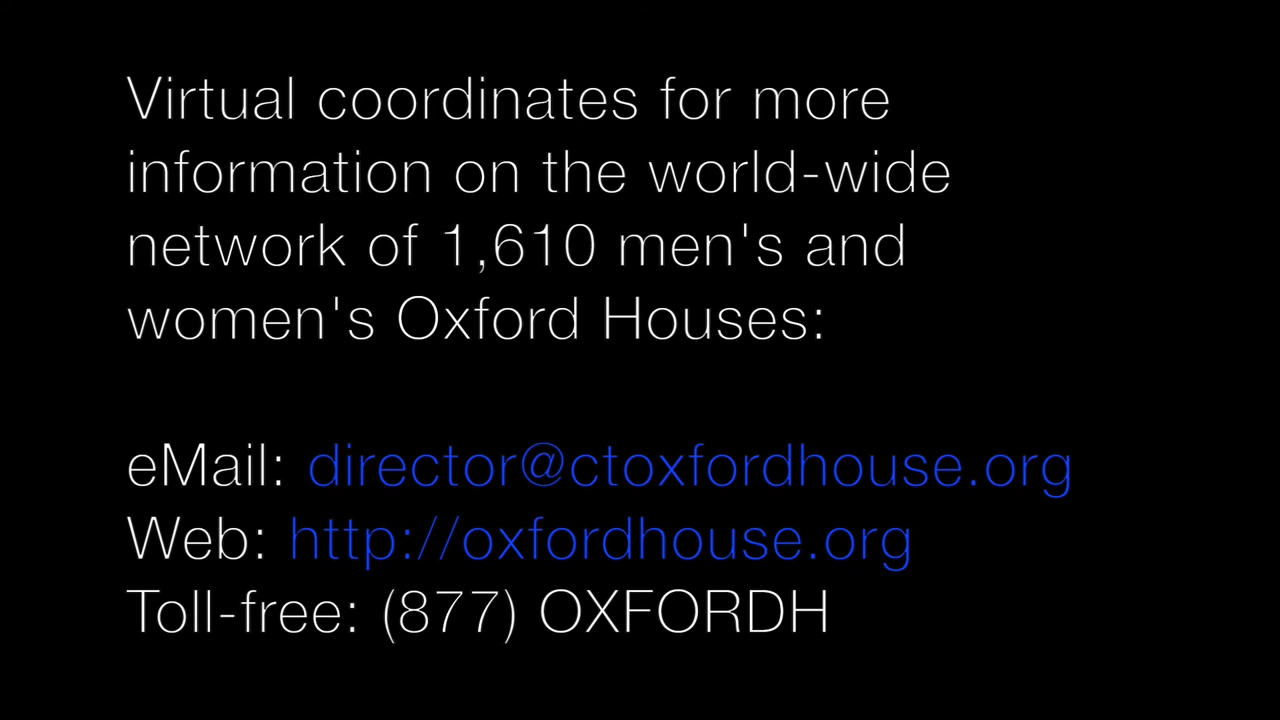 Virtual coordinates for more
information on the world-wide
network of 1,610 men's and
women's Oxford Houses:
eMail: director@ctoxfordhouse.org
Web: http://oxfordhouse.org
Toll-free: (877) OXFORDH